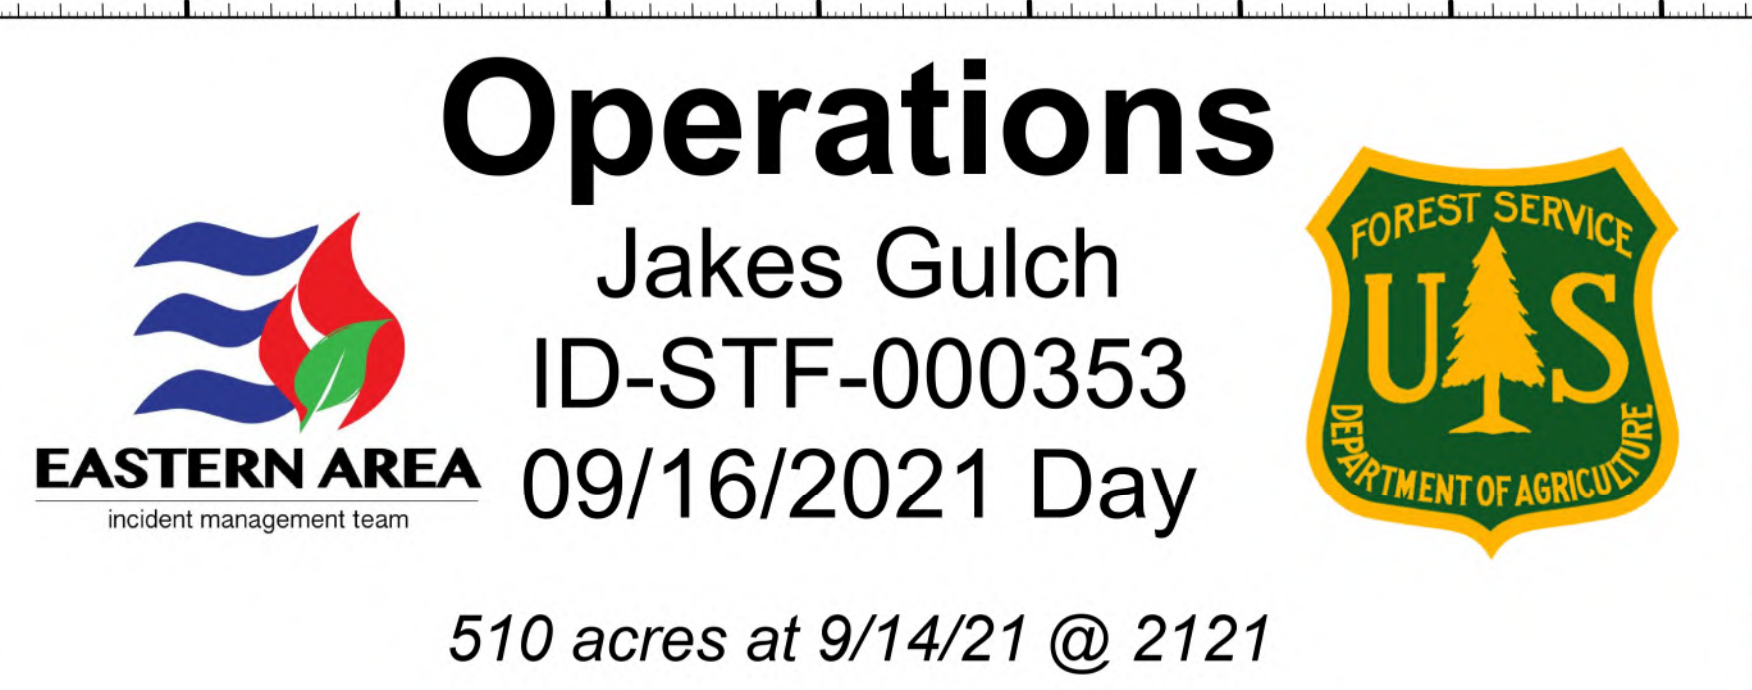 Operations
Jakes Gulch
ID-STF-000353
09/16/2021 Day
510 acres at 9/14/21 @ 2121
EASTERN AREA
incident management team
FOREST SERVICE
U S
DEPARTMENT OF AGRICULTURE